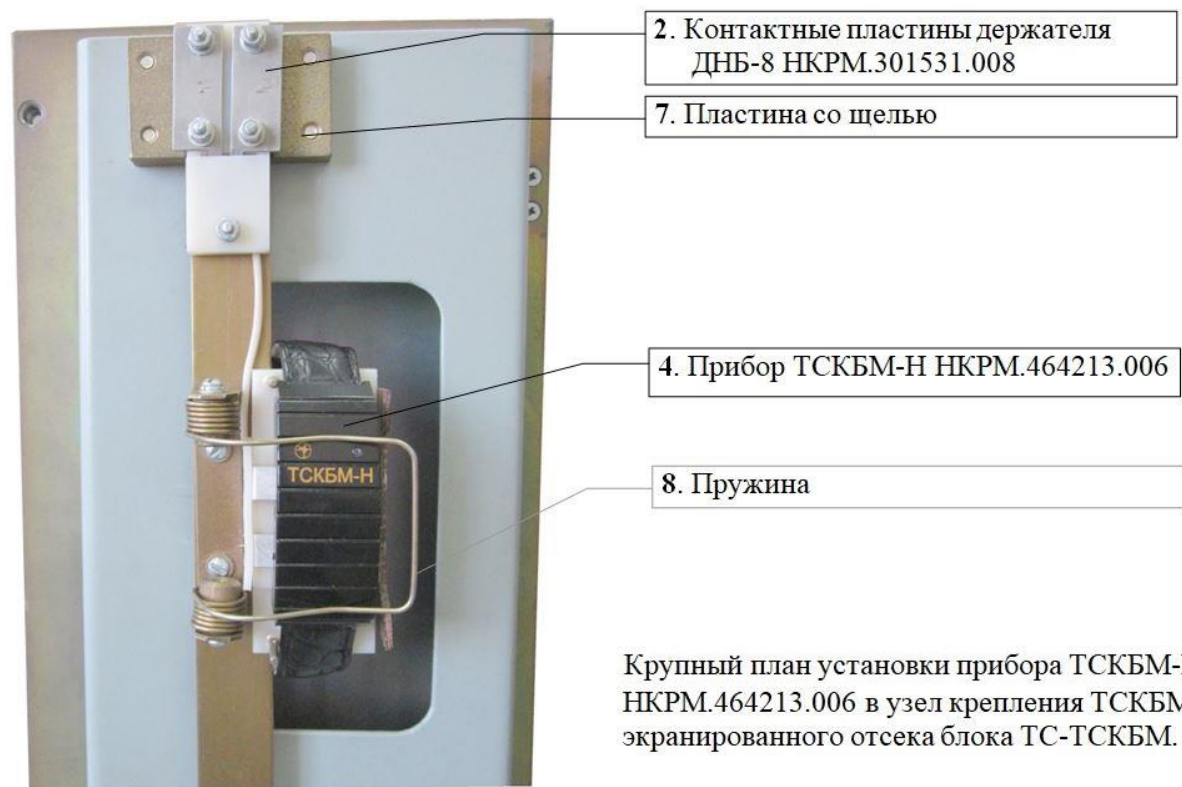 2. Контактные пластины держателя
ДНБ-8 НКРМ.301531.008
7. Пластина со щелью
4. Прибор ТСКБМ-Н НКРМ.464213.006
ТСКБМ-Н
8. Пружина
Крупный план установки прибора ТСКБМ-
НКРМ.464213.006 в узел крепления ТСКБМ
экранированного отсека блока ТС-ТСКБМ.